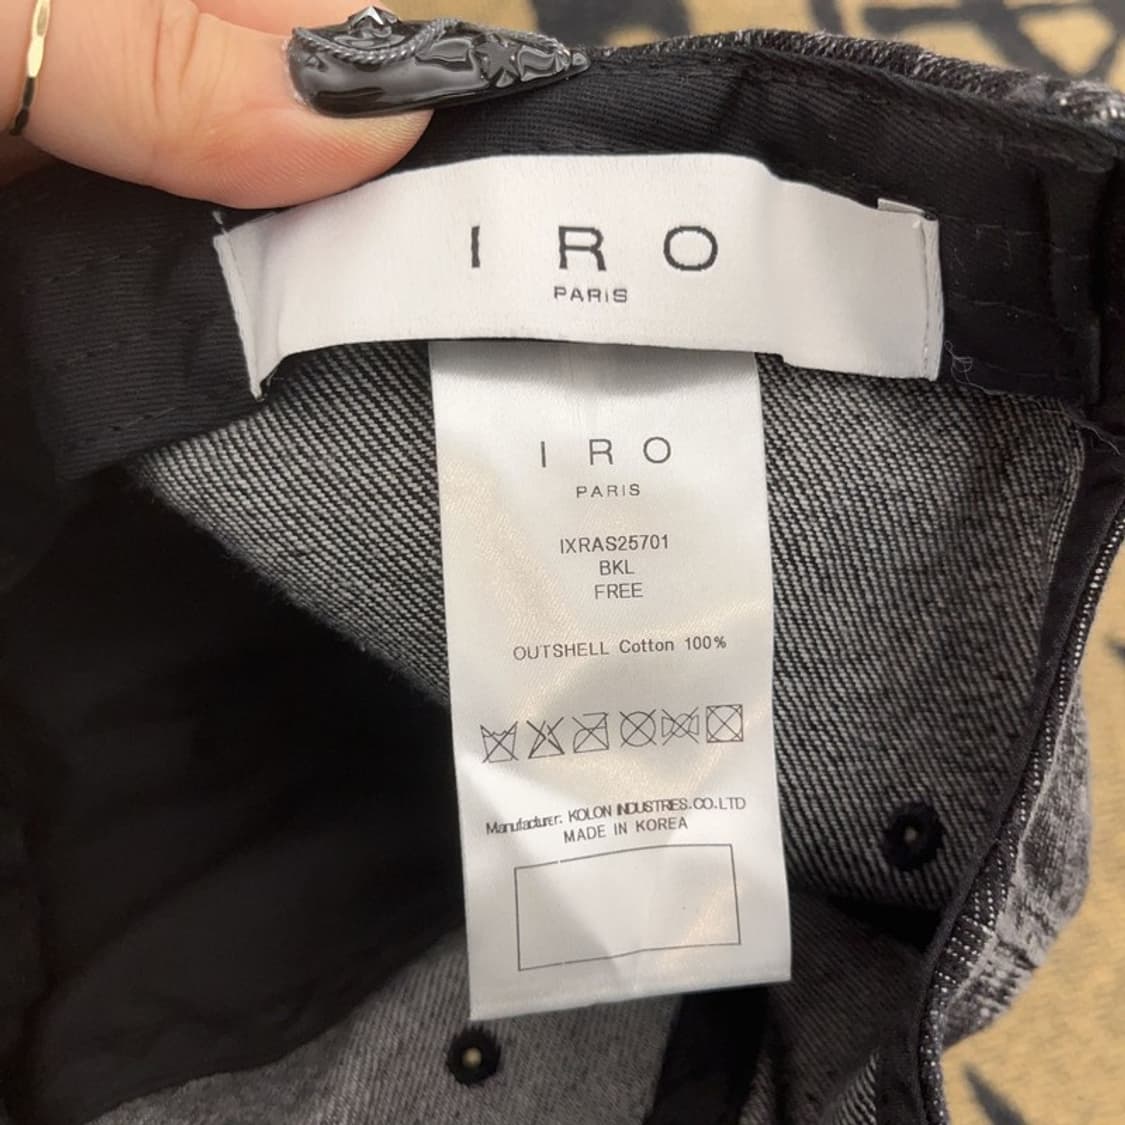 I R O
PARIS
I R O
PARIS
IXRAS25701
BKL
FREE
OUTSHELL Cotton 100%
Manufacturer: KOLON INDUSTRIES.CO.LTD
MADE IN KOREA